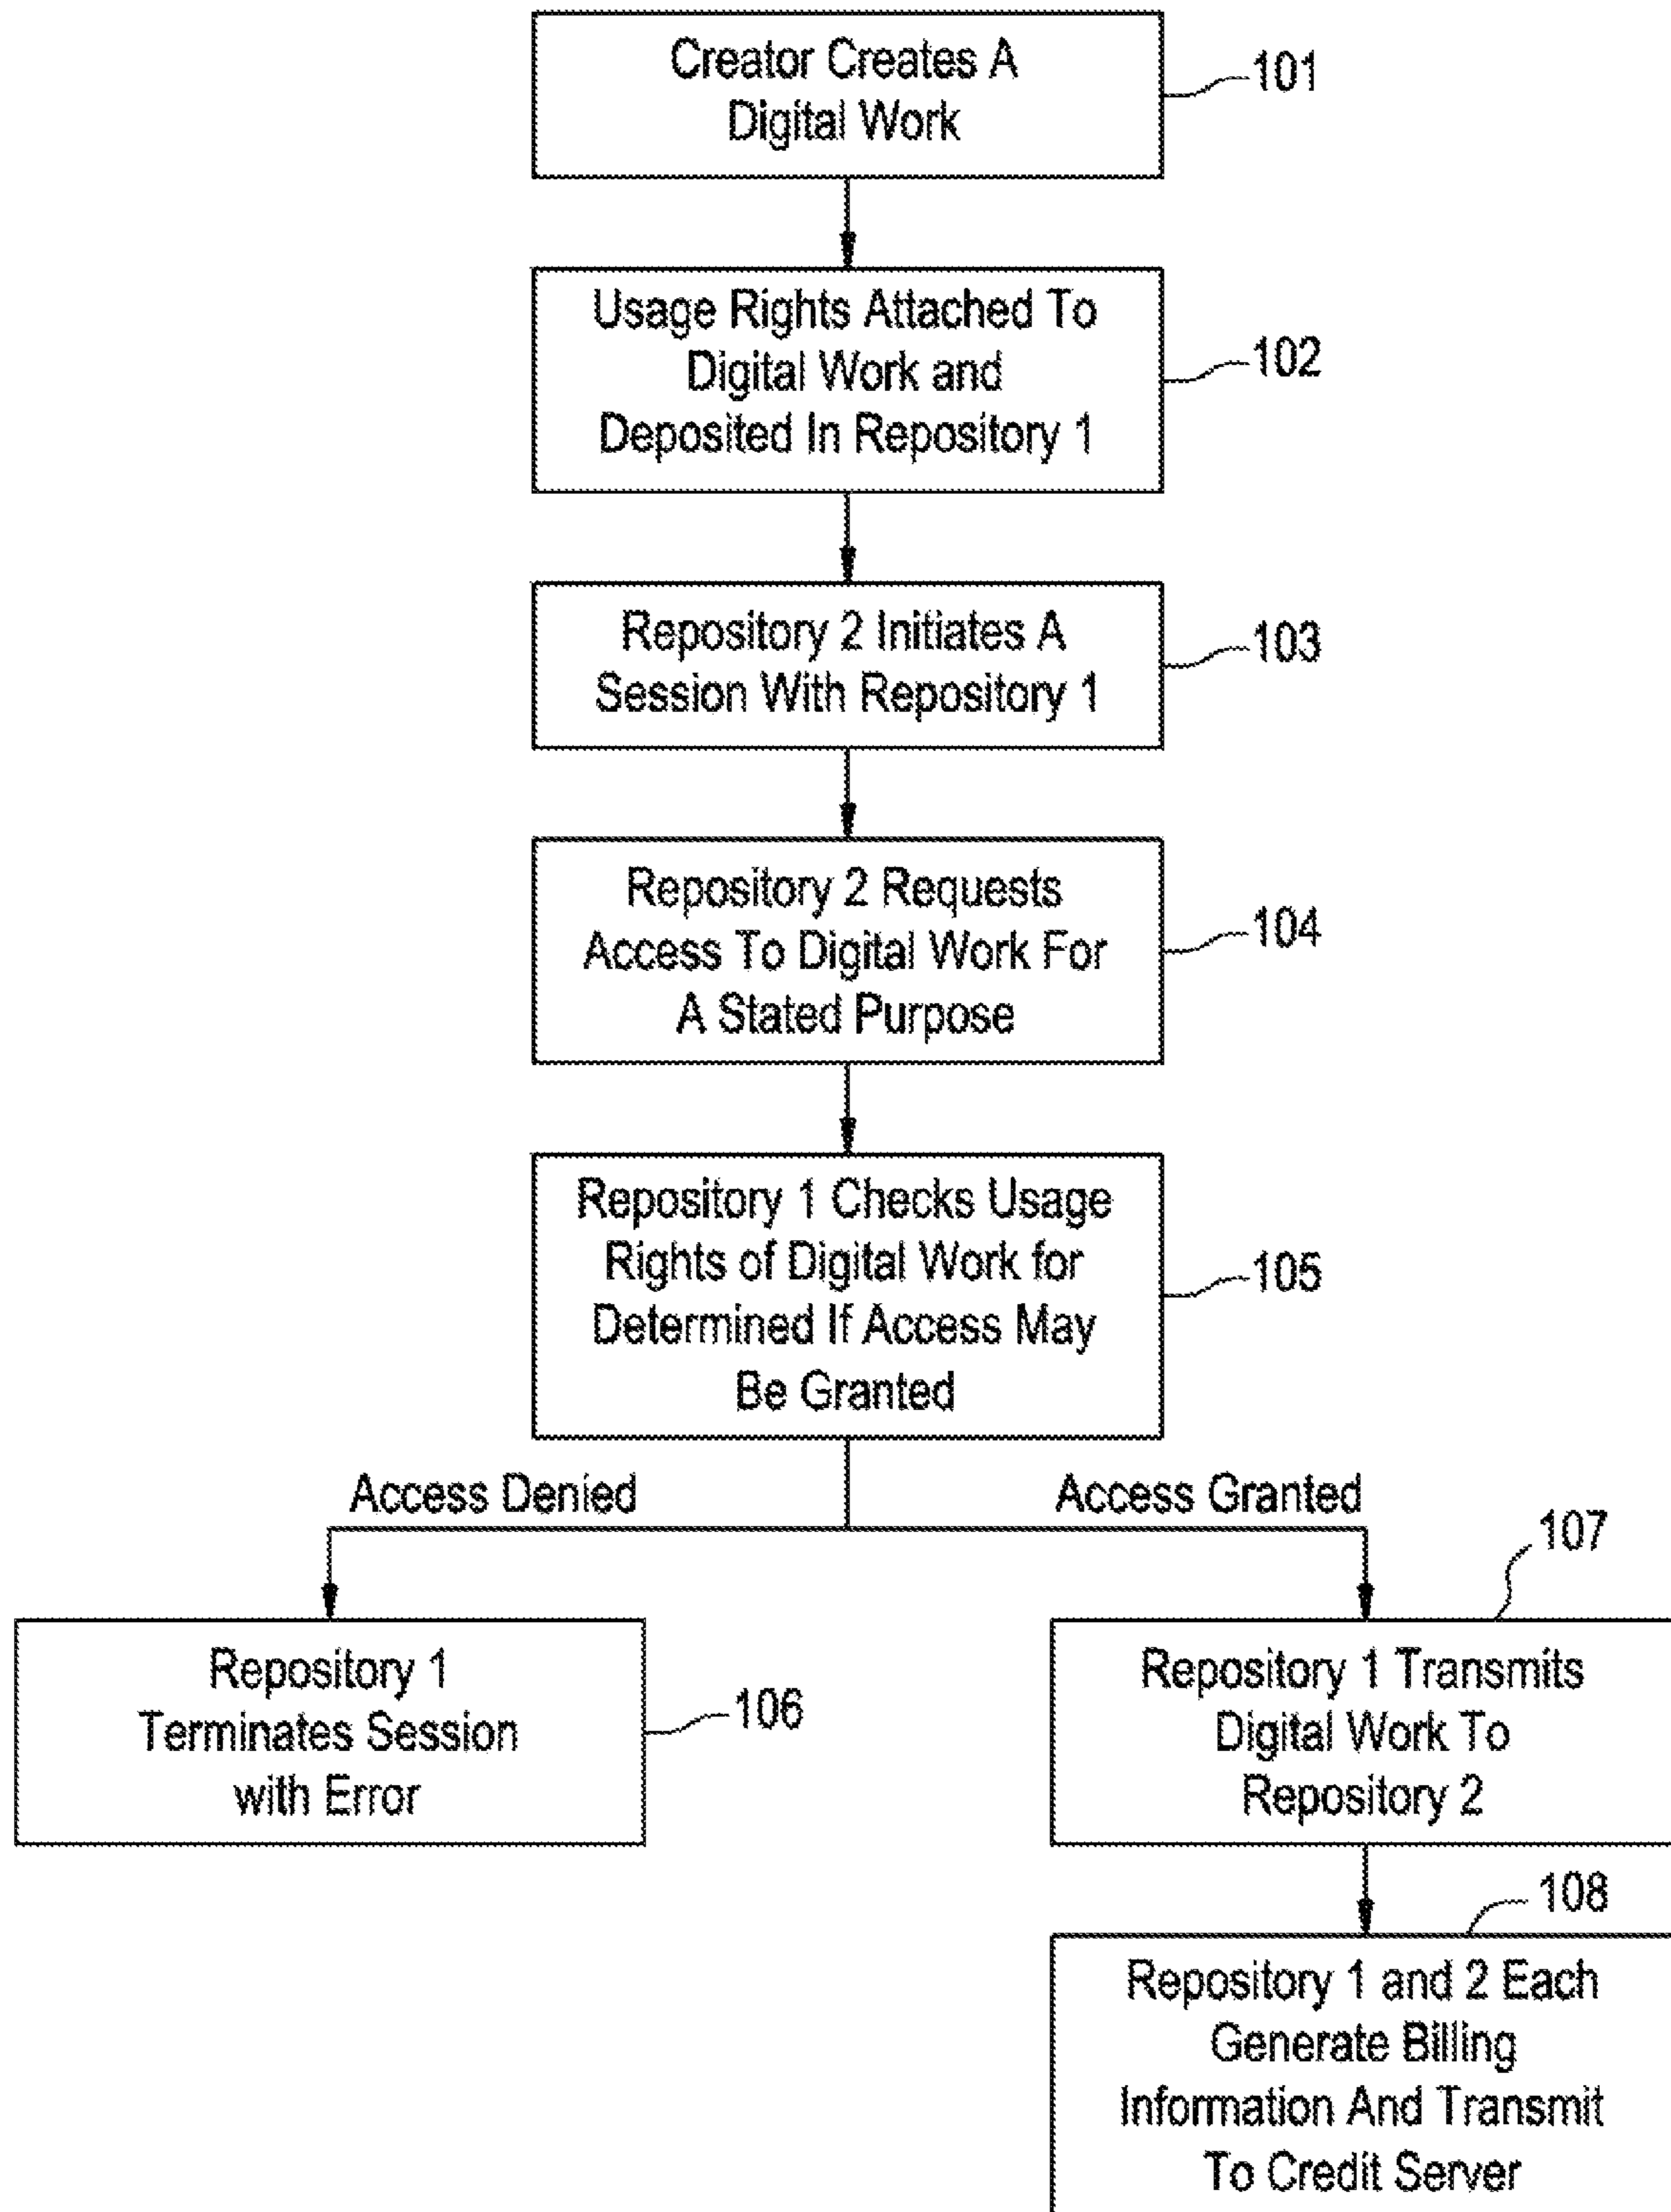 Creator Creates A
Digital Work
101
Usage Rights Attached To
Digital Work and
Deposited In Repository 1
102
Repository 2 Initiates A
Session With Repository 1
103
Repository 2 Requests
Access To Digital Work For
A Stated Purpose
104
Repository 1 Checks Usage
Rights of Digital Work for
Determined If Access May
Be Granted
105
Access Denied
Access Granted
Repository 1
Terminates Session
with Error
106
107
Repository 1 Transmits
Digital Work To
Repository 2
108
Repository 1 and 2 Each
Generate Billing
Information And Transmit
To Credit Server